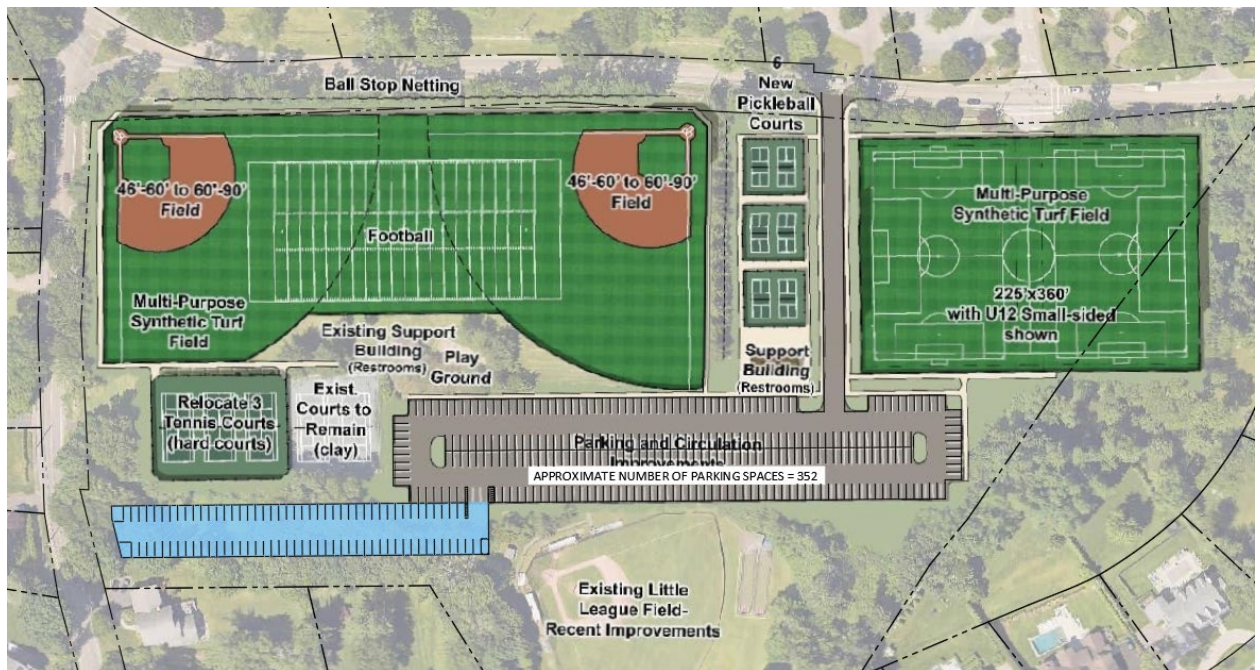 Ball Stop Netting
6
New
Pickleball
Courts
46'-60' to 60'-90'
Field
46'-60' to 60'-90'
Field
Football
Multi-Purpose
Synthetic Turf Field
225'x360'
with U12 Small-sided
shown
Multi-Purpose
Synthetic Turf
Field
Existing Support
Building
(Restrooms)
Play
Ground
Support
Building
(Restrooms)
Relocate 3
Tennis Courts
(hard courts)
Exist.
Courts to
Remain
(clay)
Parking and Circulation
Improvements
APPROXIMATE NUMBER OF PARKING SPACES = 352
Existing Little
League Field-
Recent Improvements